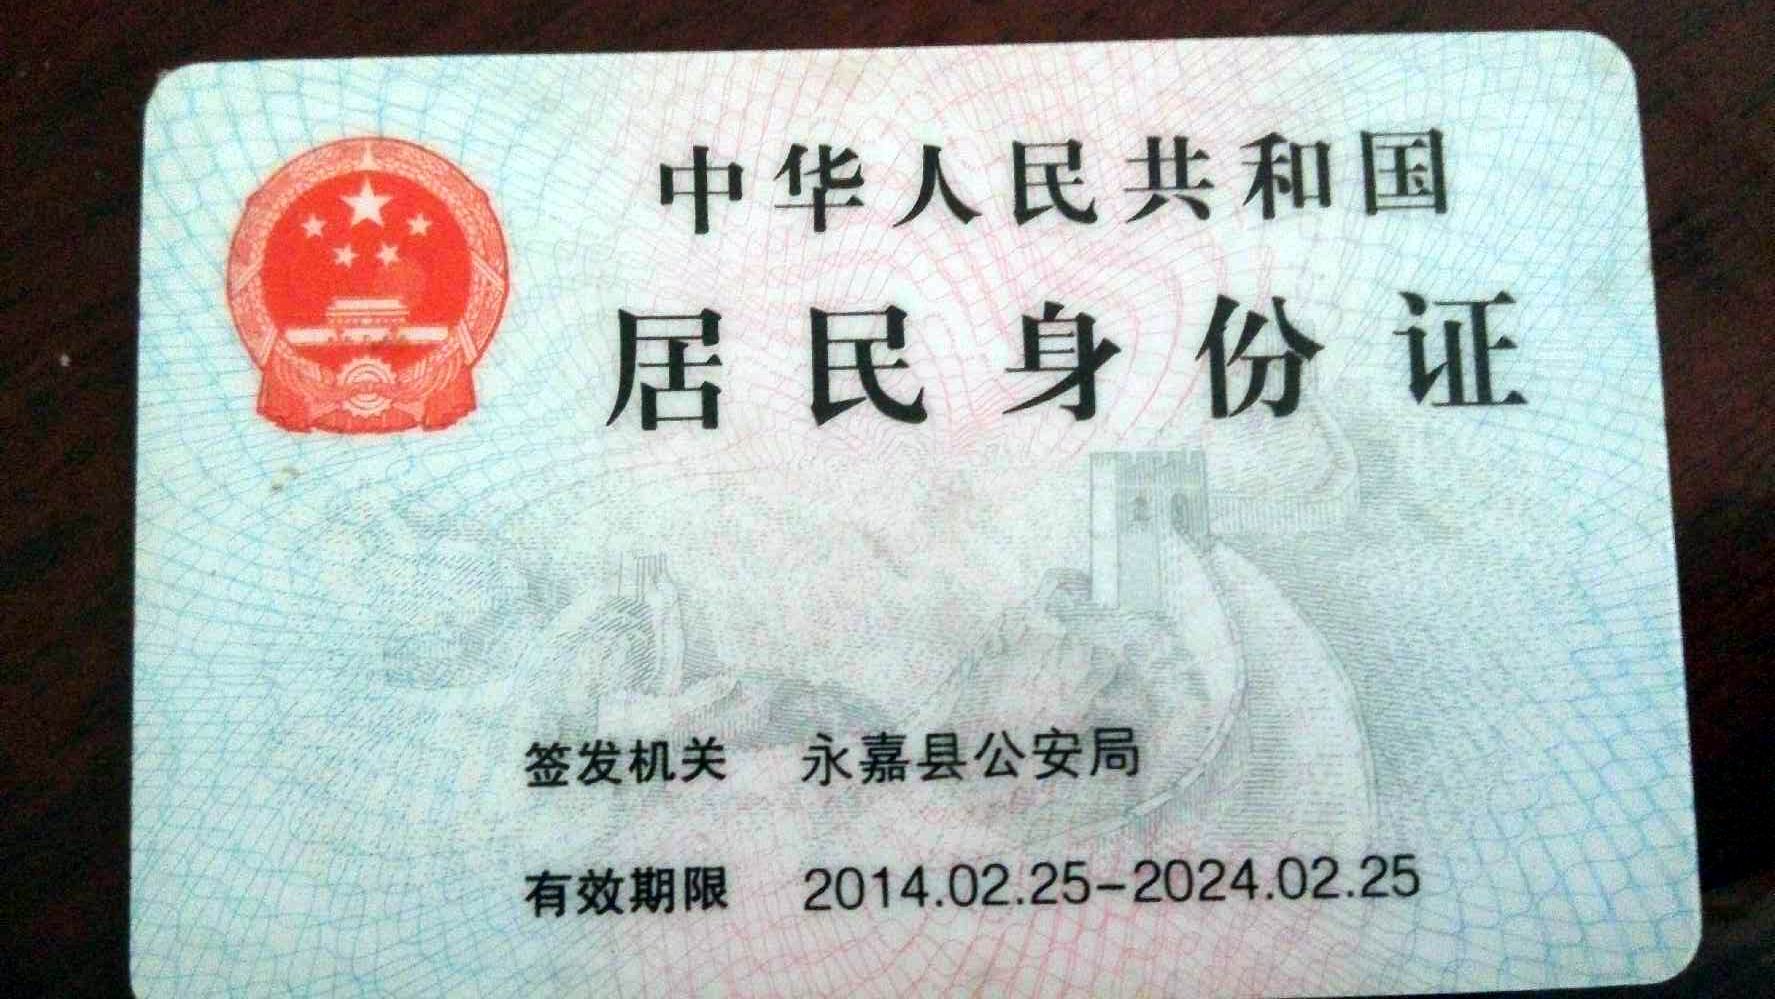 中华人民共和国
居民身份证
签发机关 永嘉县公安局
有效期限 2014.02.25-2024.02.25